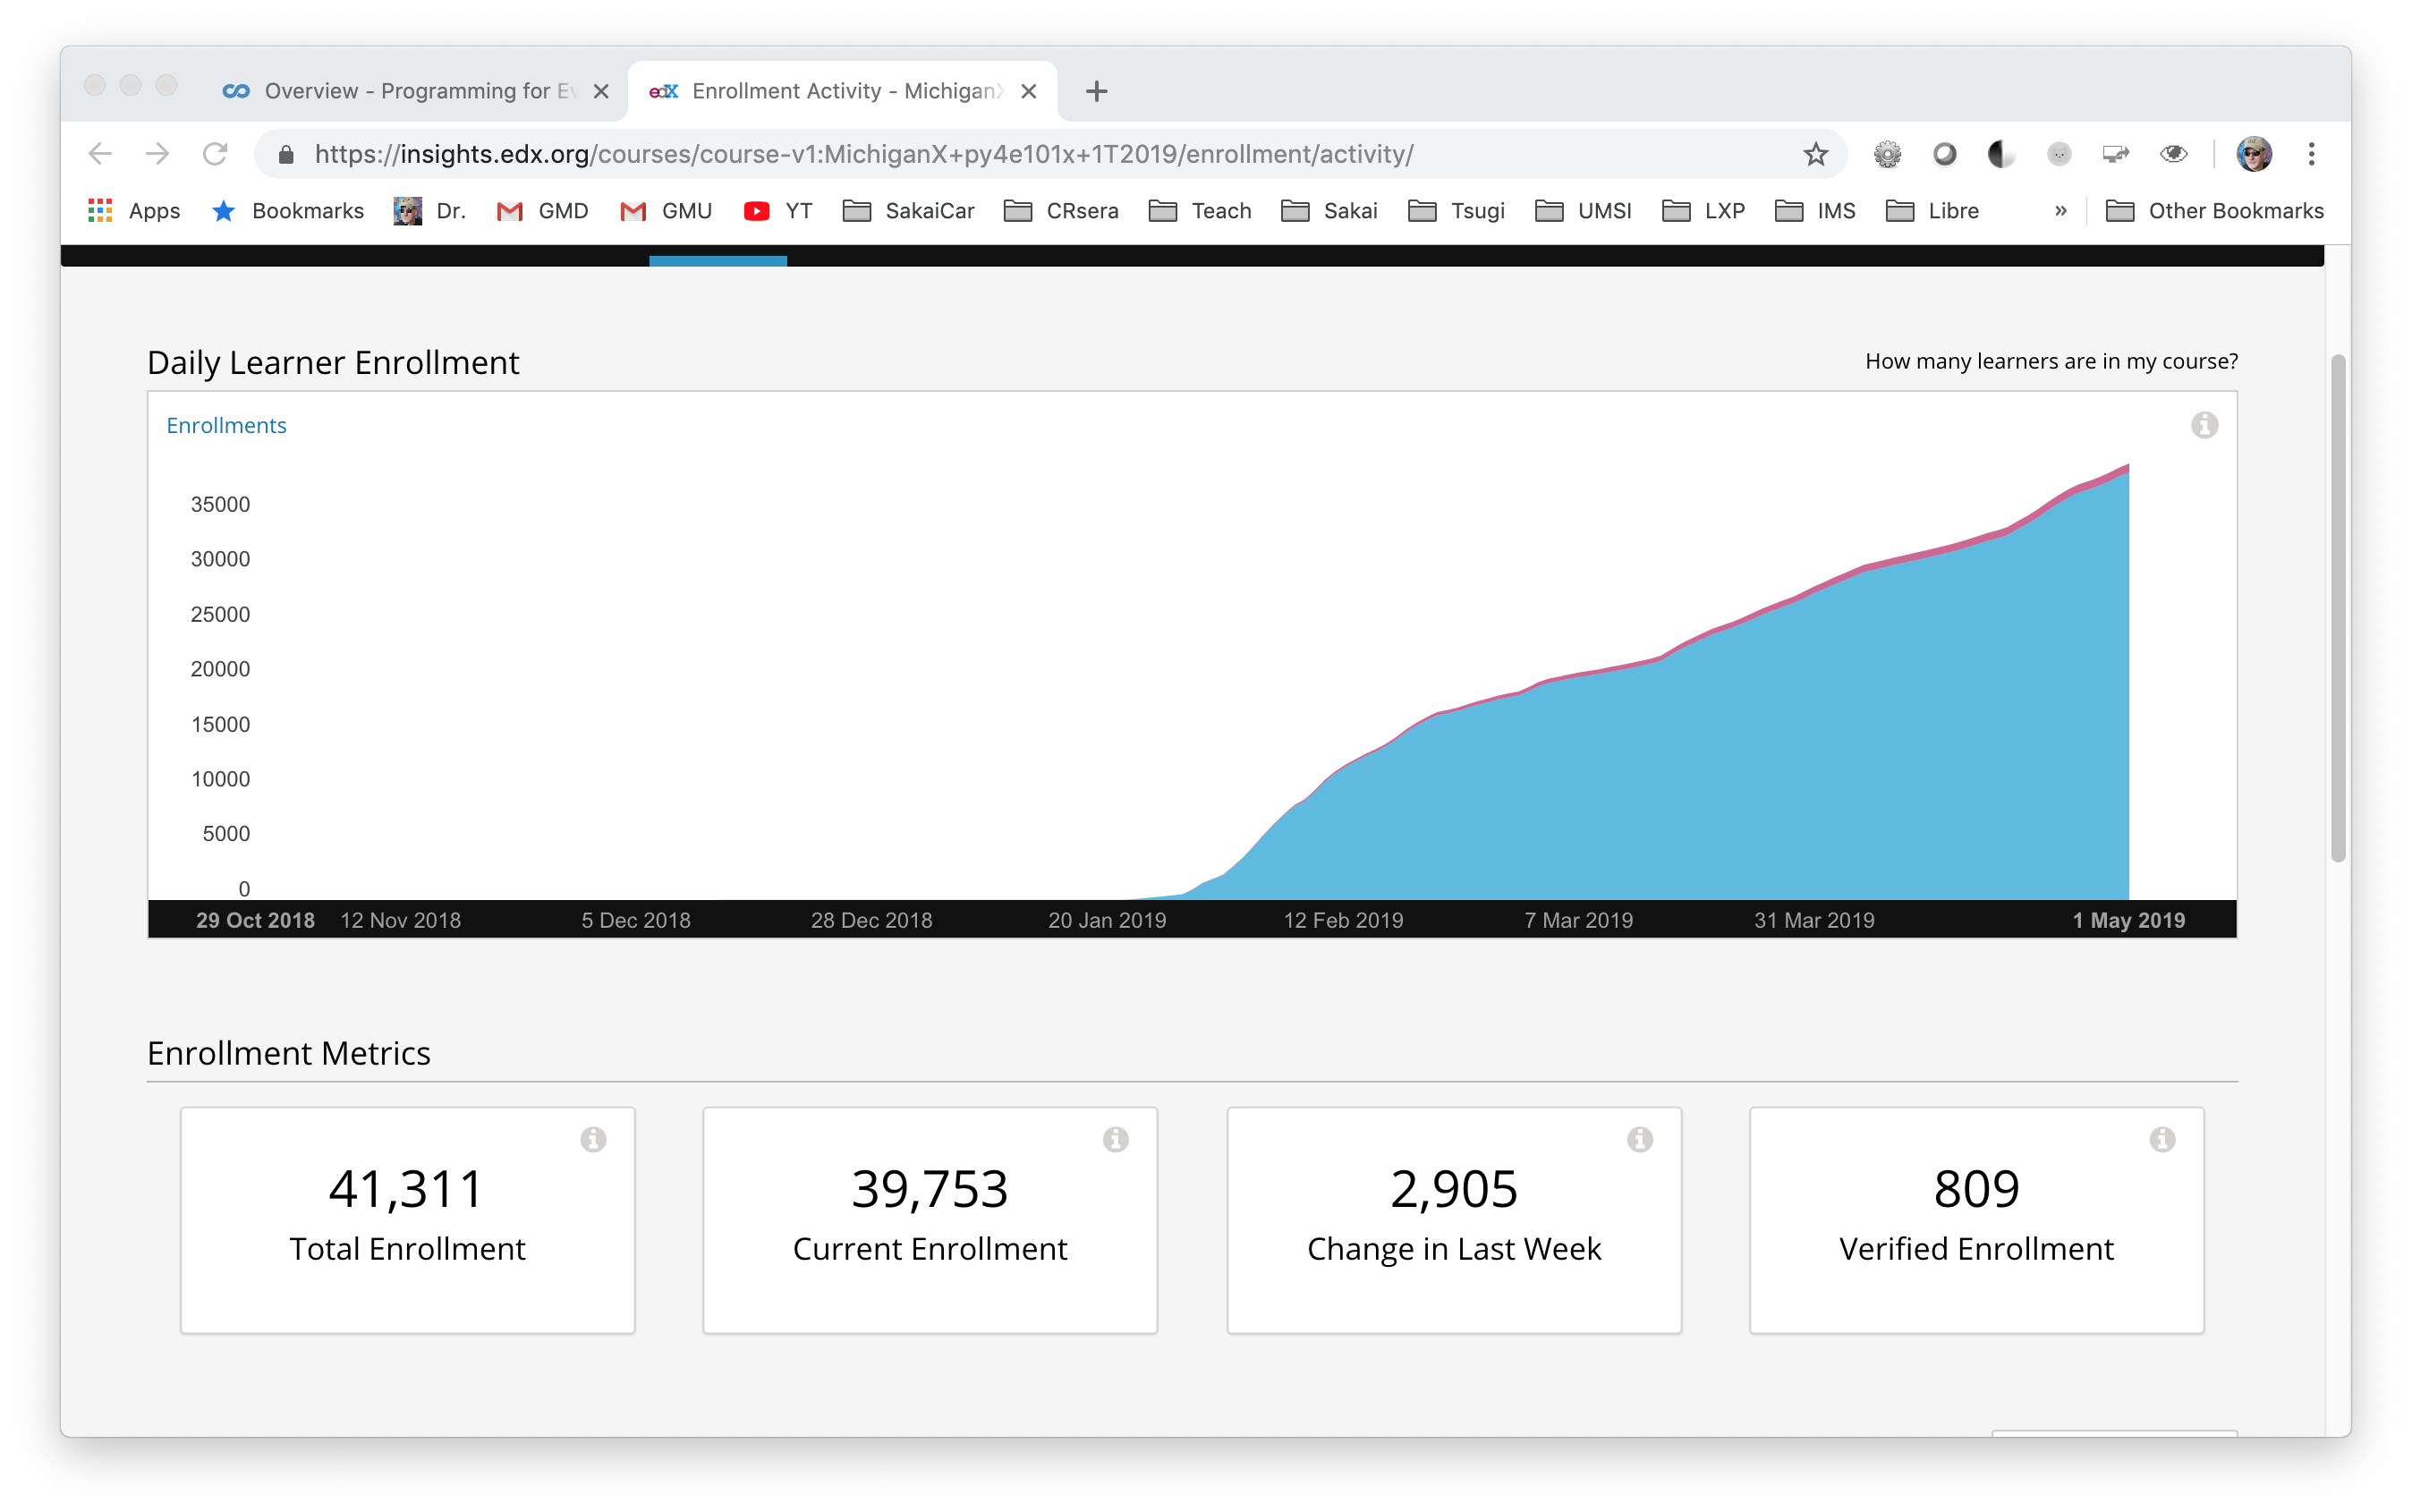 Overview - Programming for Ev
edX Enrollment Activity - MichiganX
https://insights.edx.org/courses/course-v1:MichiganX+py4e101x+1T2019/enrollment/activity/
Apps Bookmarks Dr. GMD GMU YT SakaiCar CRsera Teach Sakai Tsugi UMSI LXP IMS Libre » Other Bookmarks
Daily Learner Enrollment How many learners are in my course?
Enrollments
35000
30000
25000
20000
15000
10000
5000
0
29 Oct 2018 12 Nov 2018 5 Dec 2018 28 Dec 2018 20 Jan 2019 12 Feb 2019 7 Mar 2019 31 Mar 2019 1 May 2019
Enrollment Metrics
41,311 39,753 2,905 809
Total Enrollment Current Enrollment Change in Last Week Verified Enrollment